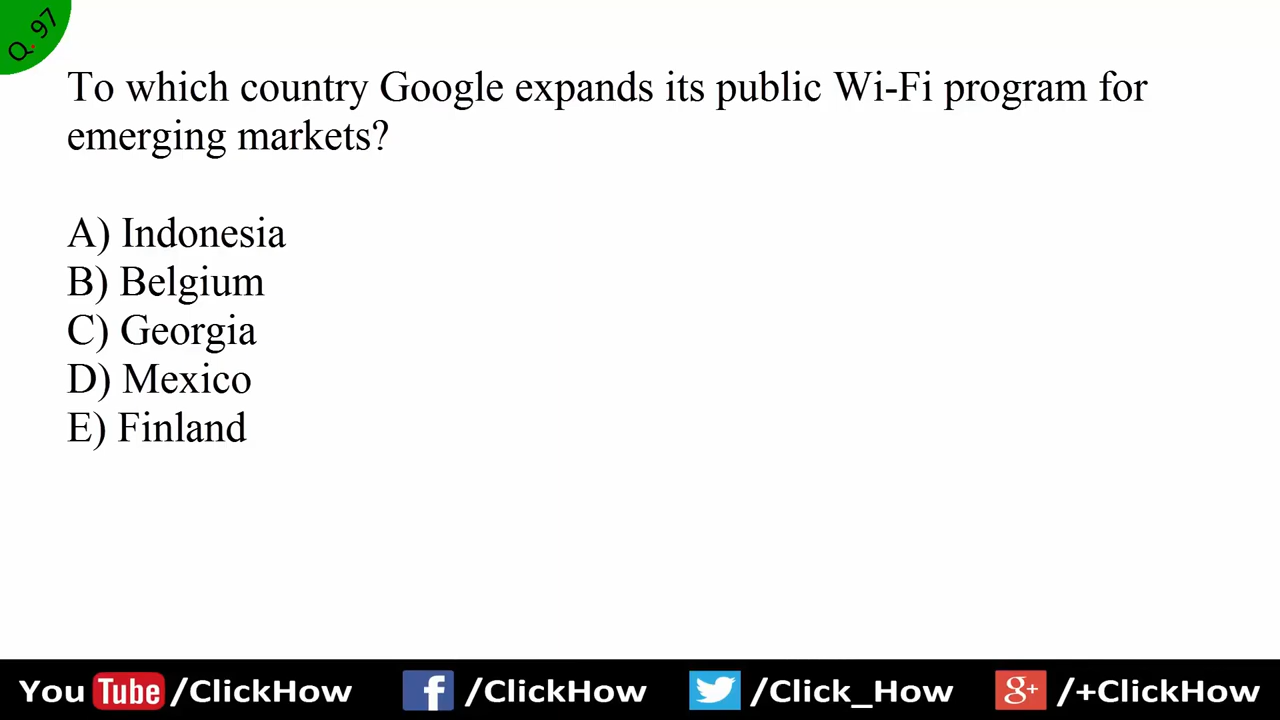 Q. 97
To which country Google expands its public Wi-Fi program for
emerging markets?
A) Indonesia
B) Belgium
C) Georgia
D) Mexico
E) Finland
You Tube /ClickHow f /ClickHow /Click_How g+ /+ClickHow